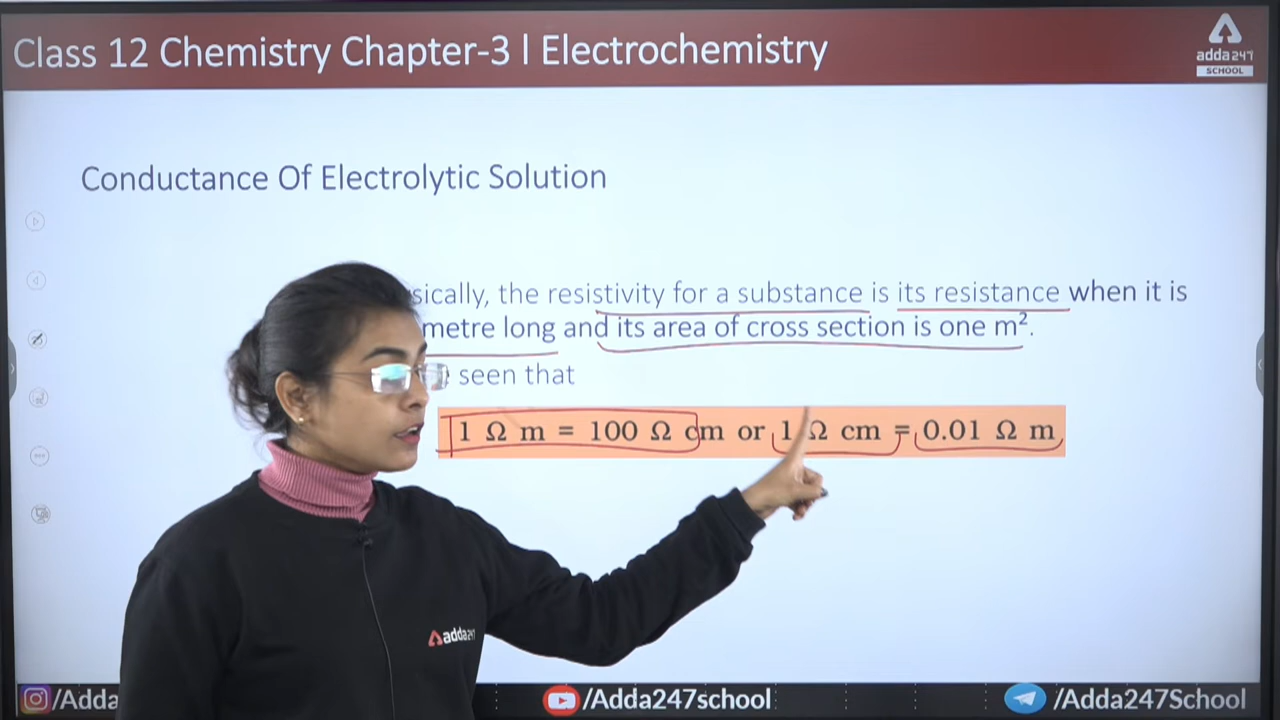 Class 12 Chemistry Chapter-3 l Electrochemistry
adda247
SCHOOL
Conductance Of Electrolytic Solution
the resistivity for a substance is its resistance when it is
metre long and its area of cross section is one m².
seen that
1 Ω m = 100 Ω cm or 1 Ω cm = 0.01 Ω m
adda247
/Adda
/Adda247school
/Adda247School